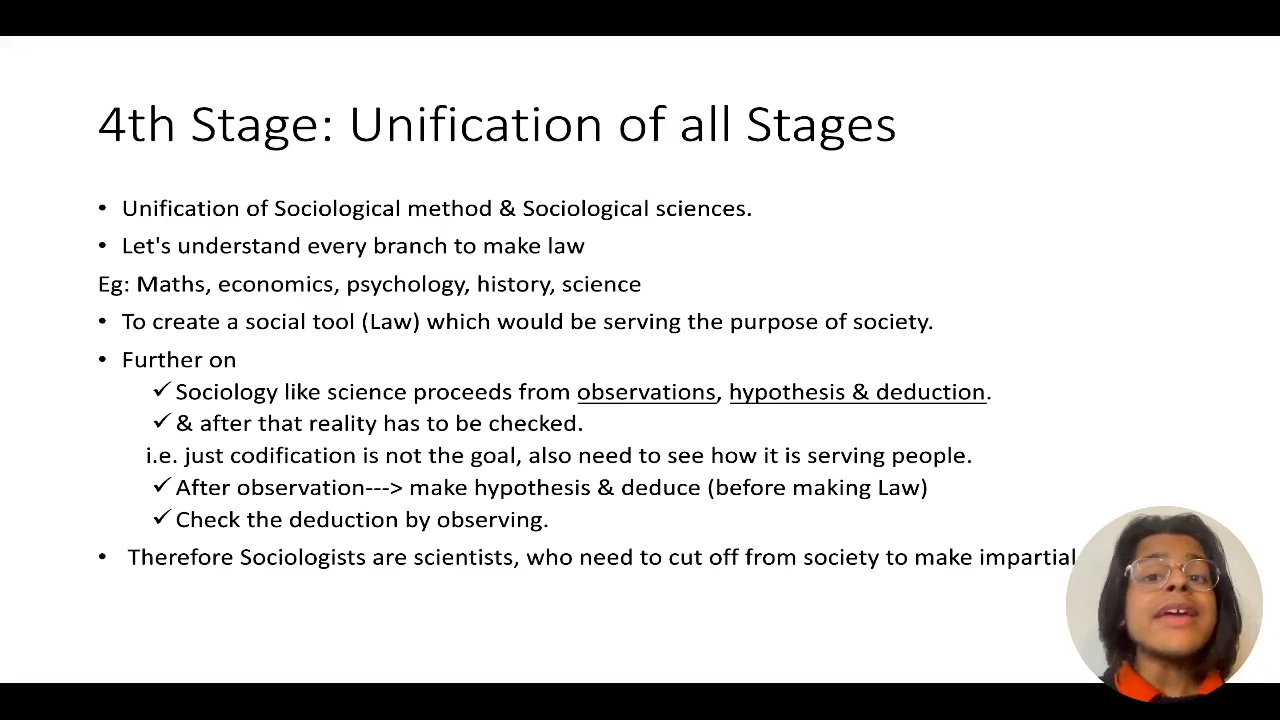 4th Stage: Unification of all Stages
• Unification of Sociological method & Sociological sciences.
• Let's understand every branch to make law
Eg: Maths, economics, psychology, history, science
• To create a social tool (Law) which would be serving the purpose of society.
• Further on
✓ Sociology like science proceeds from observations, hypothesis & deduction.
✓ & after that reality has to be checked.
i.e. just codification is not the goal, also need to see how it is serving people.
✓ After observation---> make hypothesis & deduce (before making Law)
✓ Check the deduction by observing.
• Therefore Sociologists are scientists, who need to cut off from society to make impartial